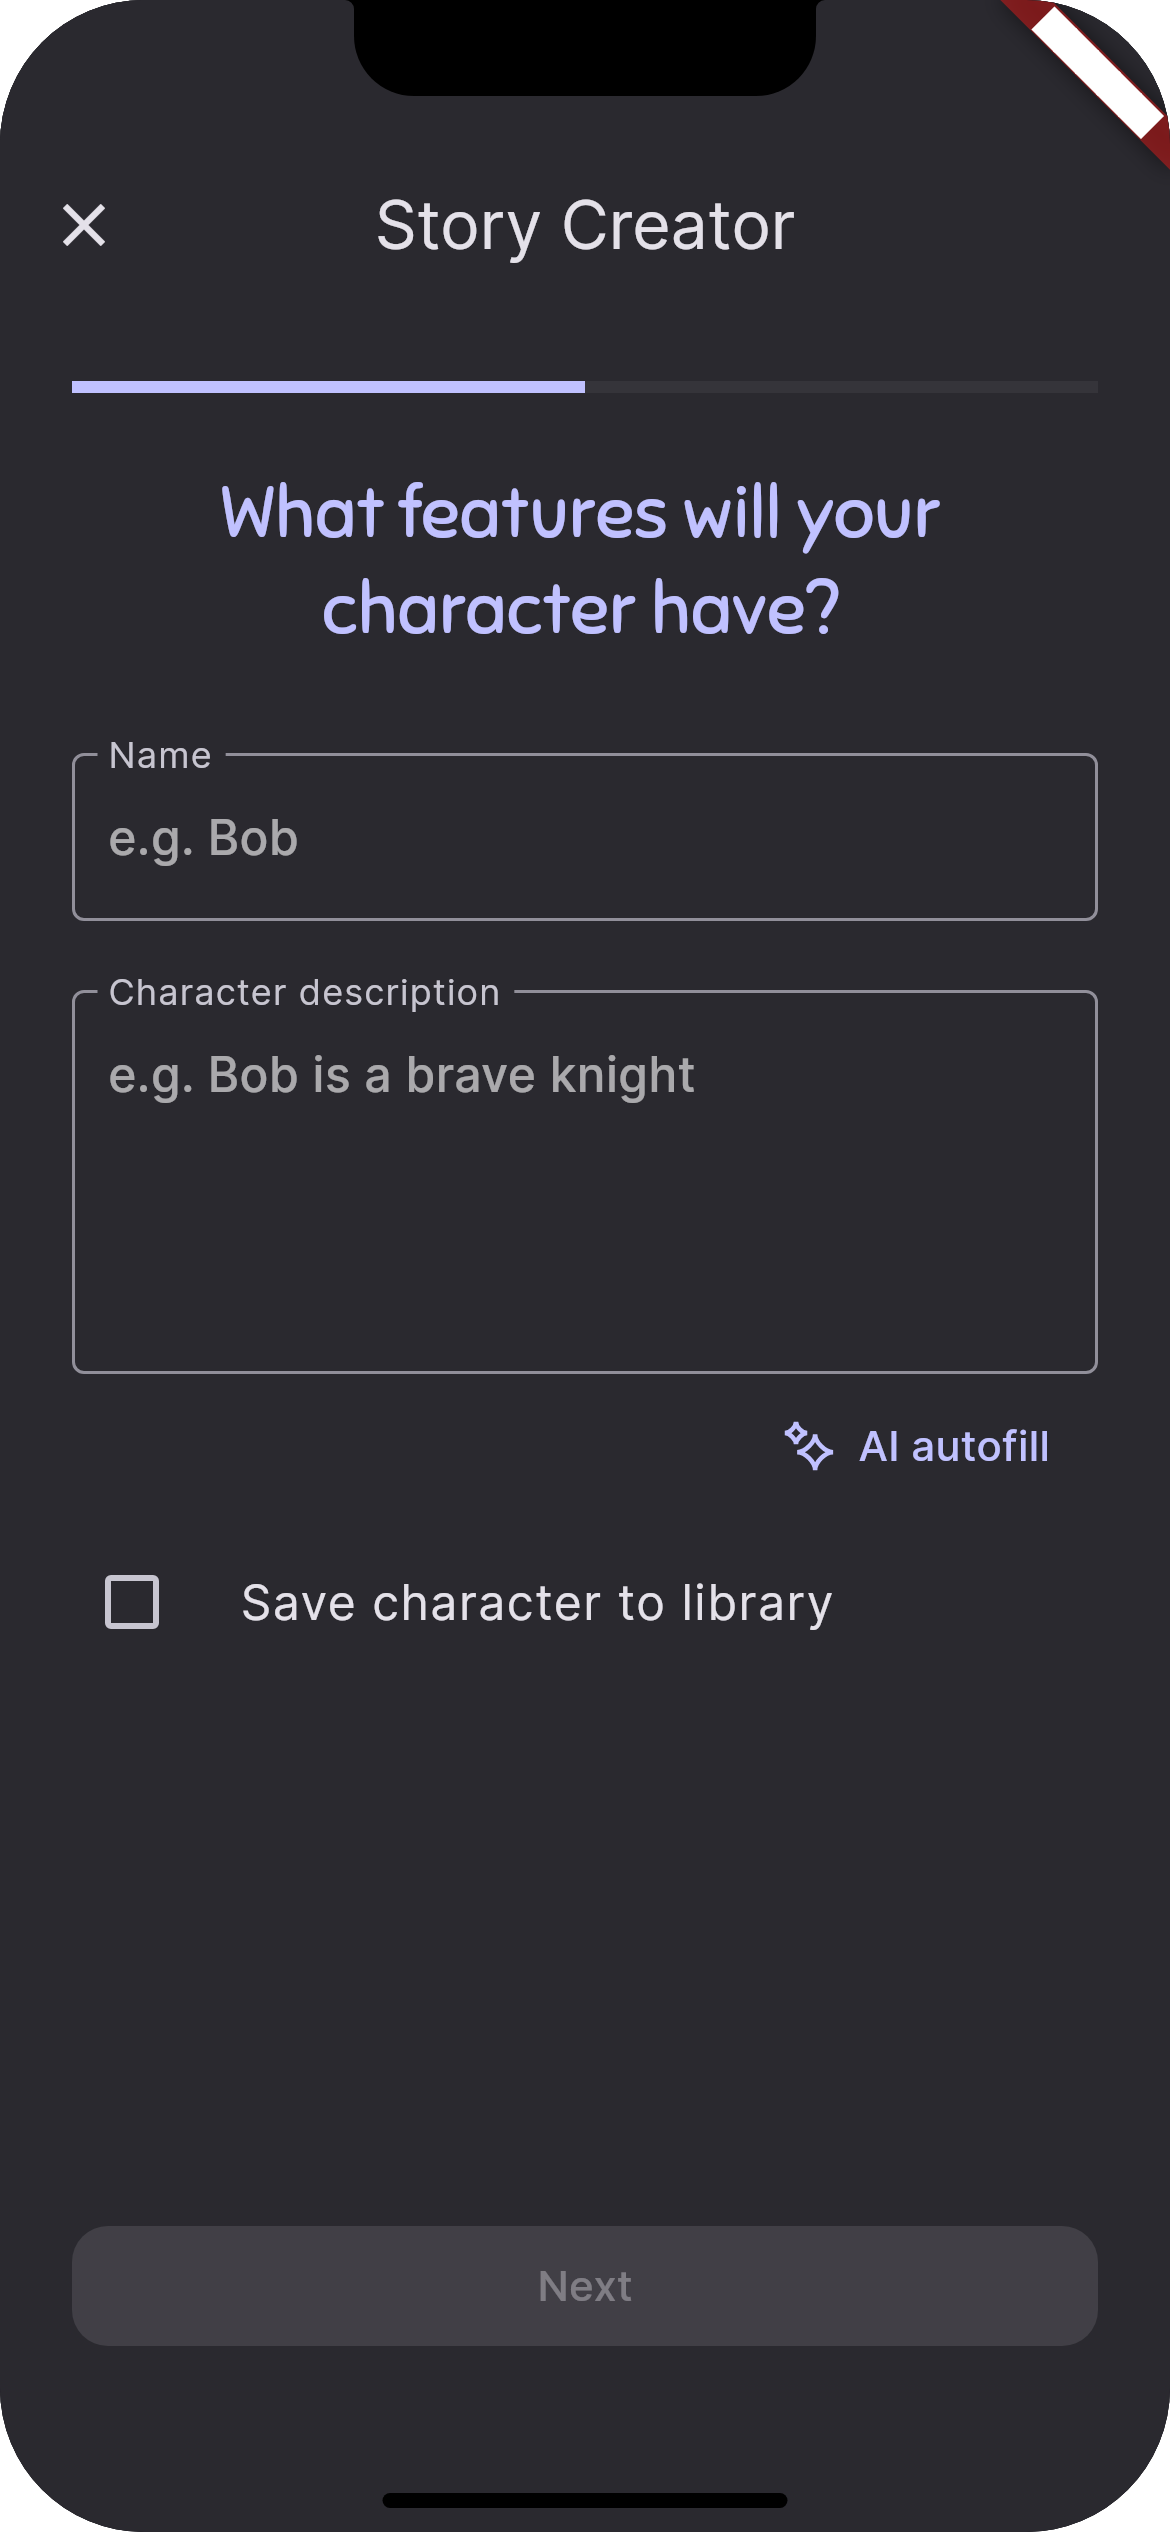 Story Creator
What features will your
character have?
Name
e.g. Bob
Character description
e.g. Bob is a brave knight
AI autofill
Save character to library
Next